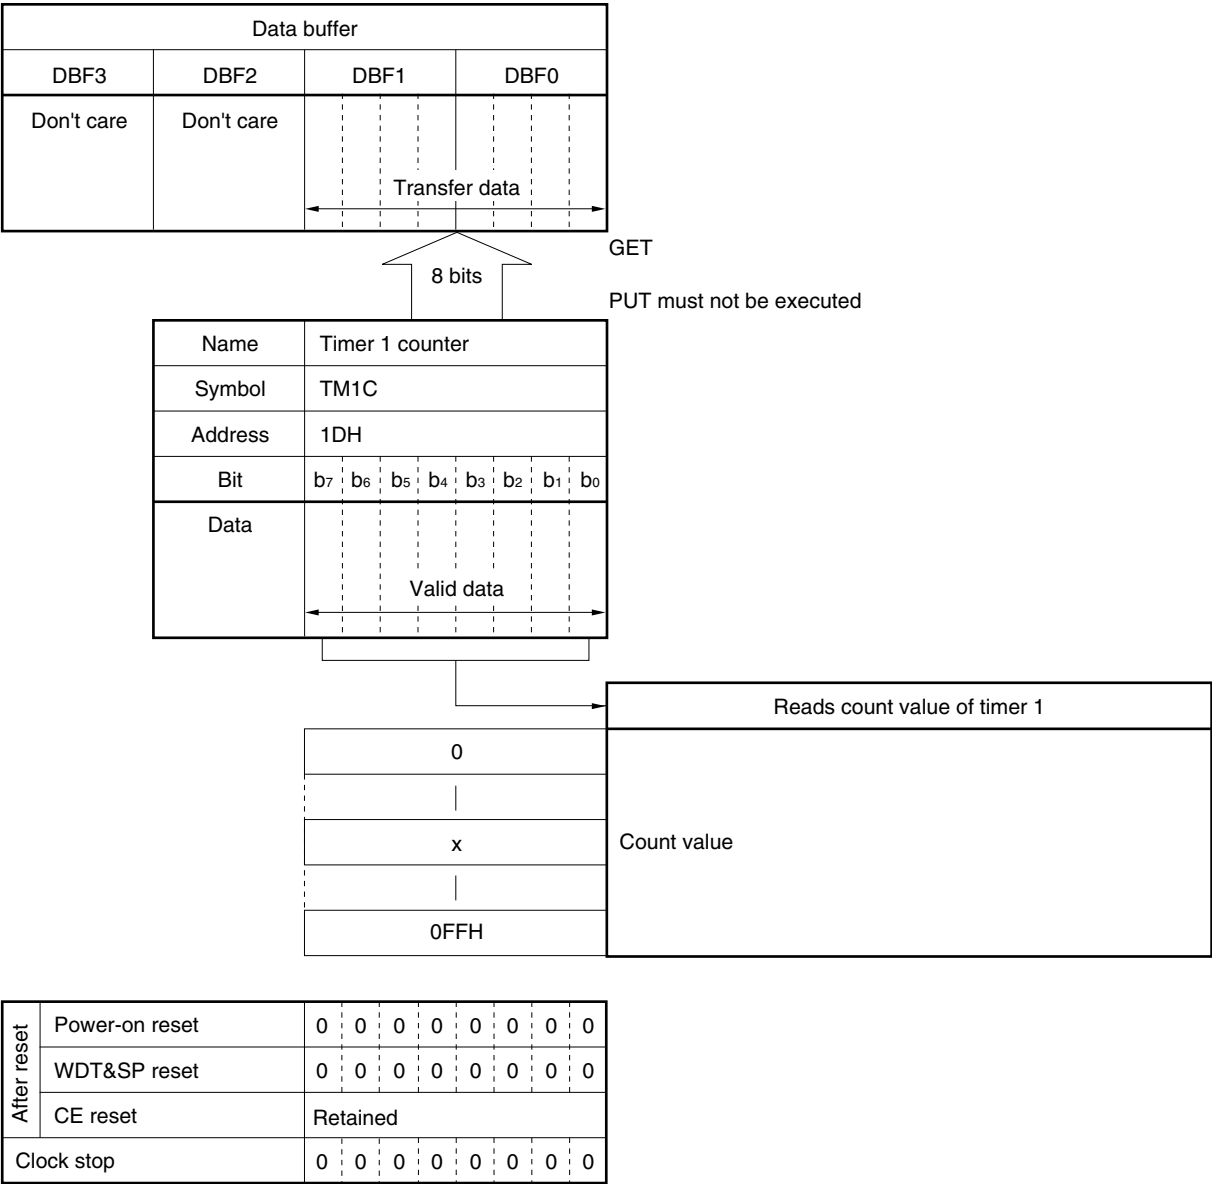 Data buffer
DBF3 DBF2 DBF1 DBF0
Don't care Don't care
Transfer data
GET
8 bits
PUT must not be executed
Name Timer 1 counter
Symbol TM1C
Address 1DH
Bit b7 b6 b5 b4 b3 b2 b1 b0
Data
Valid data
Reads count value of timer 1
0
x Count value
0FFH
After reset
Power-on reset 0 0 0 0 0 0 0 0
WDT&SP reset 0 0 0 0 0 0 0 0
CE reset Retained
Clock stop 0 0 0 0 0 0 0 0